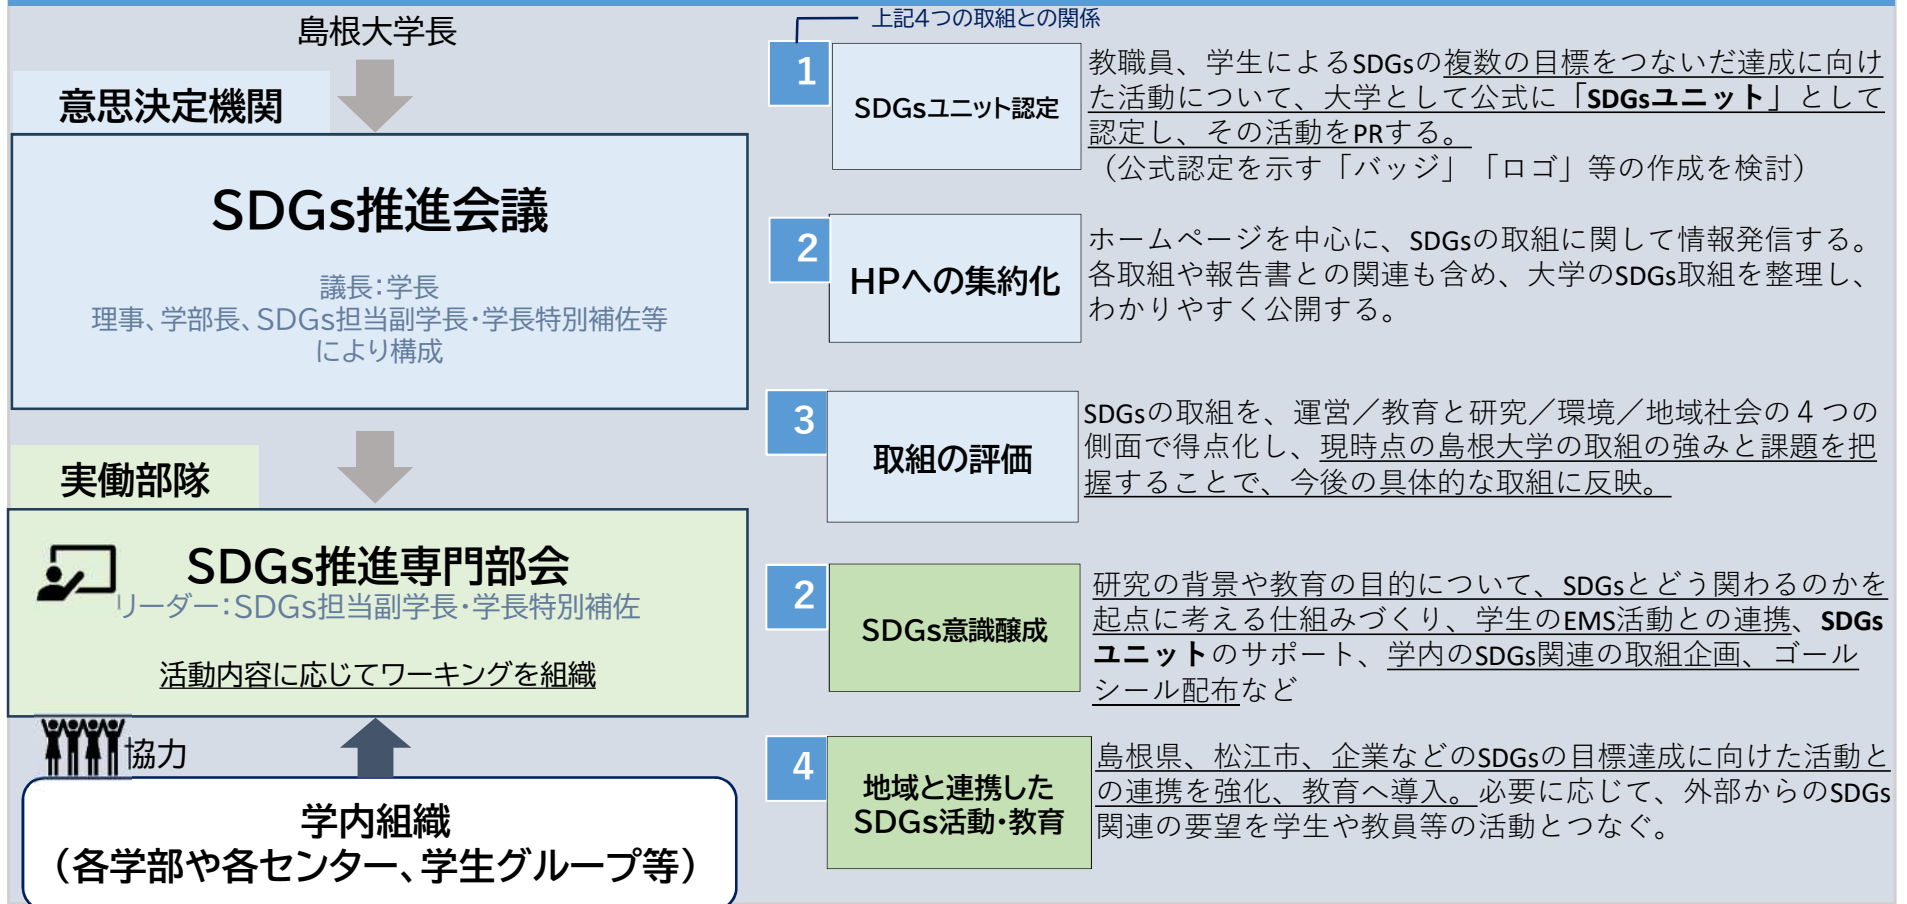 島根大学長
意思決定機関
SDGs推進会議
議長：学長
理事、学部長、SDGs担当副学長・学長特別補佐等
により構成
実働部隊
SDGs推進専門部会
リーダー：SDGs担当副学長・学長特別補佐
活動内容に応じてワーキングを組織
協力
学内組織
（各学部や各センター、学生グループ等）
上記4つの取組との関係
1
SDGsユニット認定
教職員、学生によるSDGsの複数の目標をつないだ達成に向け
た活動について、大学として公式に「SDGsユニット」として
認定し、その活動をPRする。
（公式認定を示す「バッジ」「ロゴ」等の作成を検討）
2
HPへの集約化
ホームページを中心に、SDGsの取組に関して情報発信する。
各取組や報告書との関連も含め、大学のSDGs取組を整理し、
わかりやすく公開する。
3
取組の評価
SDGsの取組を、運営／教育と研究／環境／地域社会の４つの
側面で得点化し、現時点の島根大学の取組の強みと課題を把
握することで、今後の具体的な取組に反映。
2
SDGs意識醸成
研究の背景や教育の目的について、SDGsとどう関わるのかを
起点に考える仕組みづくり、学生のEMS活動との連携、SDGs
ユニットのサポート、学内のSDGs関連の取組企画、ゴール
シール配布など
4
地域と連携した
SDGs活動・教育
島根県、松江市、企業などのSDGsの目標達成に向けた活動と
の連携を強化、教育へ導入。必要に応じて、外部からのSDGs
関連の要望を学生や教員等の活動とつなぐ。